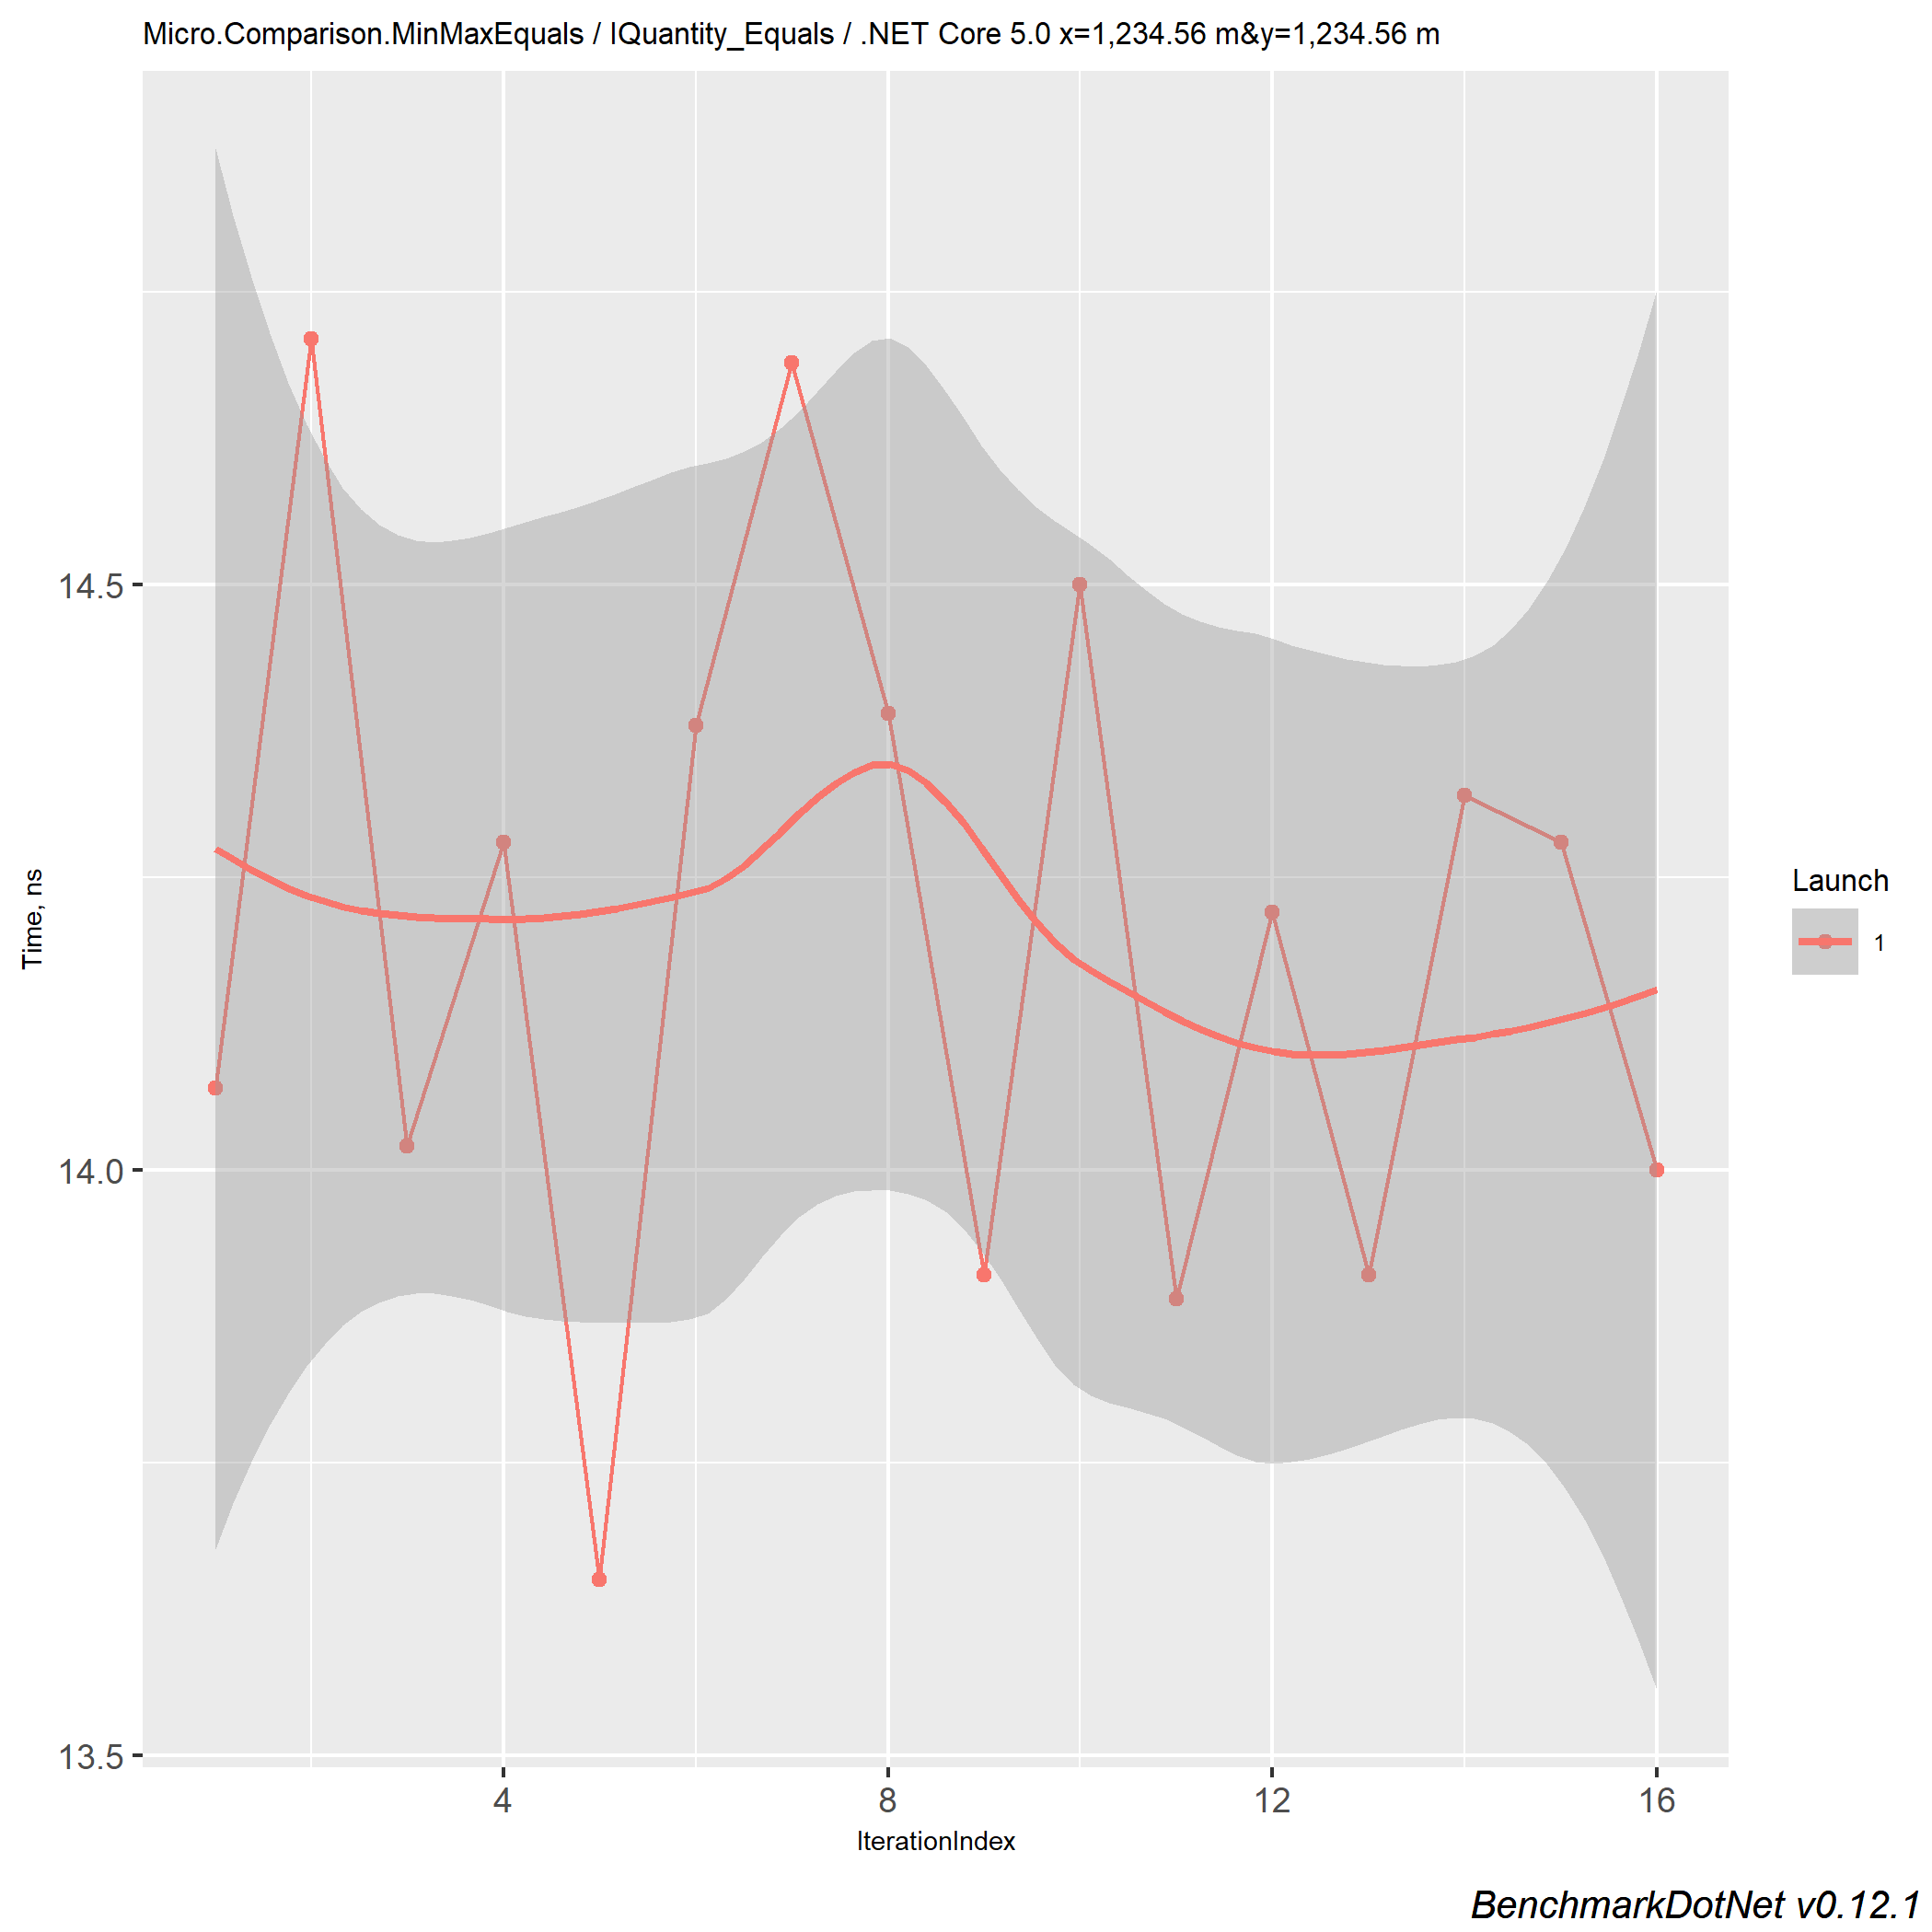 Micro.Comparison.MinMaxEquals / IQuantity_Equals / .NET Core 5.0 x=1,234.56 m&y=1,234.56 m
14.5
14.0
13.5
Time, ns
4 8 12 16
IterationIndex
Launch
1
BenchmarkDotNet v0.12.1